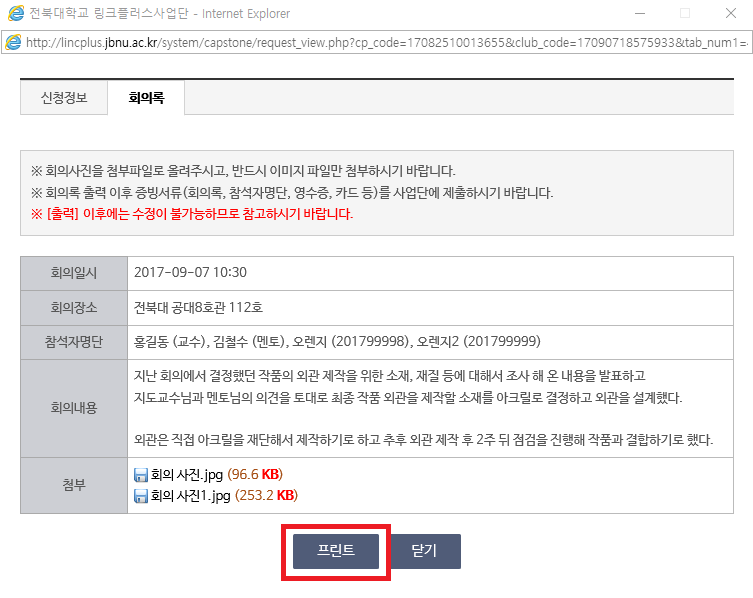 전북대학교 링크플러스사업단 - Internet Explorer
http://lincplus.jbnu.ac.kr/system/capstone/request_view.php?cp_code=17082510013655&club_code=17090718575933&tab_num1=
신청정보 회의록
※ 회의사진을 첨부파일로 올려주시고, 반드시 이미지 파일만 첨부하시기 바랍니다.
※ 회의록 출력 이후 증빙서류(회의록, 참석자명단, 영수증, 카드 등)를 사업단에 제출하시기 바랍니다.
※ [출력] 이후에는 수정이 불가능하므로 참고하시기 바랍니다.
회의일시 2017-09-07 10:30
회의장소 전북대 공대8호관 112호
참석자명단 홍길동 (교수), 김철수 (멘토), 오렌지 (201799998), 오렌지2 (201799999)
회의내용
지난 회의에서 결정했던 작품의 외관 제작을 위한 소재, 재질 등에 대해서 조사 해 온 내용을 발표하고
지도교수님과 멘토님의 의견을 토대로 최종 작품 외관을 제작할 소재를 아크릴로 결정하고 외관을 설계했다.
외관은 직접 아크릴을 재단해서 제작하기로 하고 추후 외관 제작 후 2주 뒤 점검을 진행해 작품과 결합하기로 했다.
첨부
회의 사진.jpg (96.6 KB)
회의 사진1.jpg (253.2 KB)
프린트 닫기